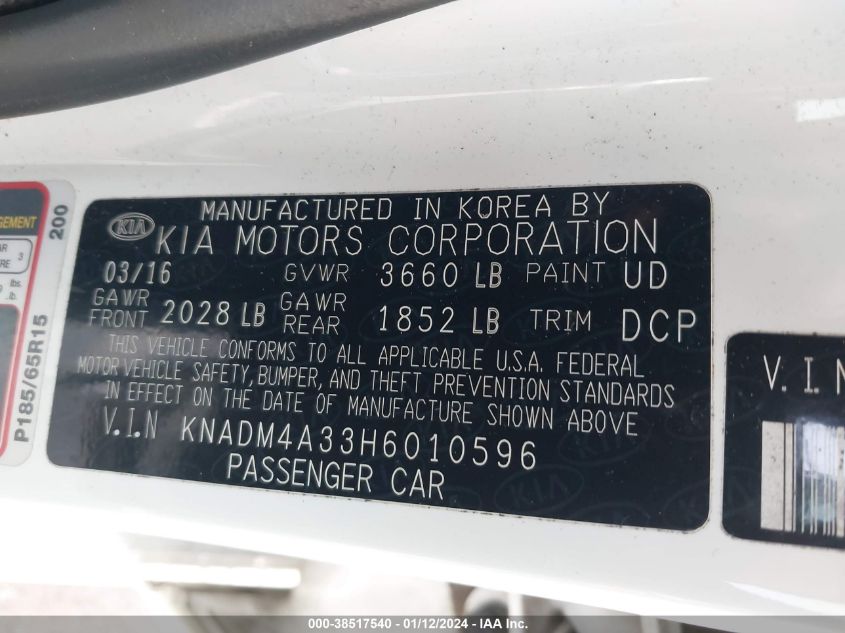 MANUFACTURED IN KOREA BY
KIA KIA MOTORS CORPORATION
03/16 GVWR 3660 LB PAINT UD
GAWR FRONT 2028 LB GAWR REAR 1852 LB TRIM DCP
THIS VEHICLE CONFORMS TO ALL APPLICABLE U.S.A. FEDERAL
MOTOR VEHICLE SAFETY, BUMPER, AND THEFT PREVENTION STANDARDS
IN EFFECT ON THE DATE OF MANUFACTURE SHOWN ABOVE
V.I.N KNADM4A33H6010596
PASSENGER CAR
P185/65R15 200
3
lbs.
lb.
V.I.N
000-38517540 - 01/12/2024 - IAA Inc.